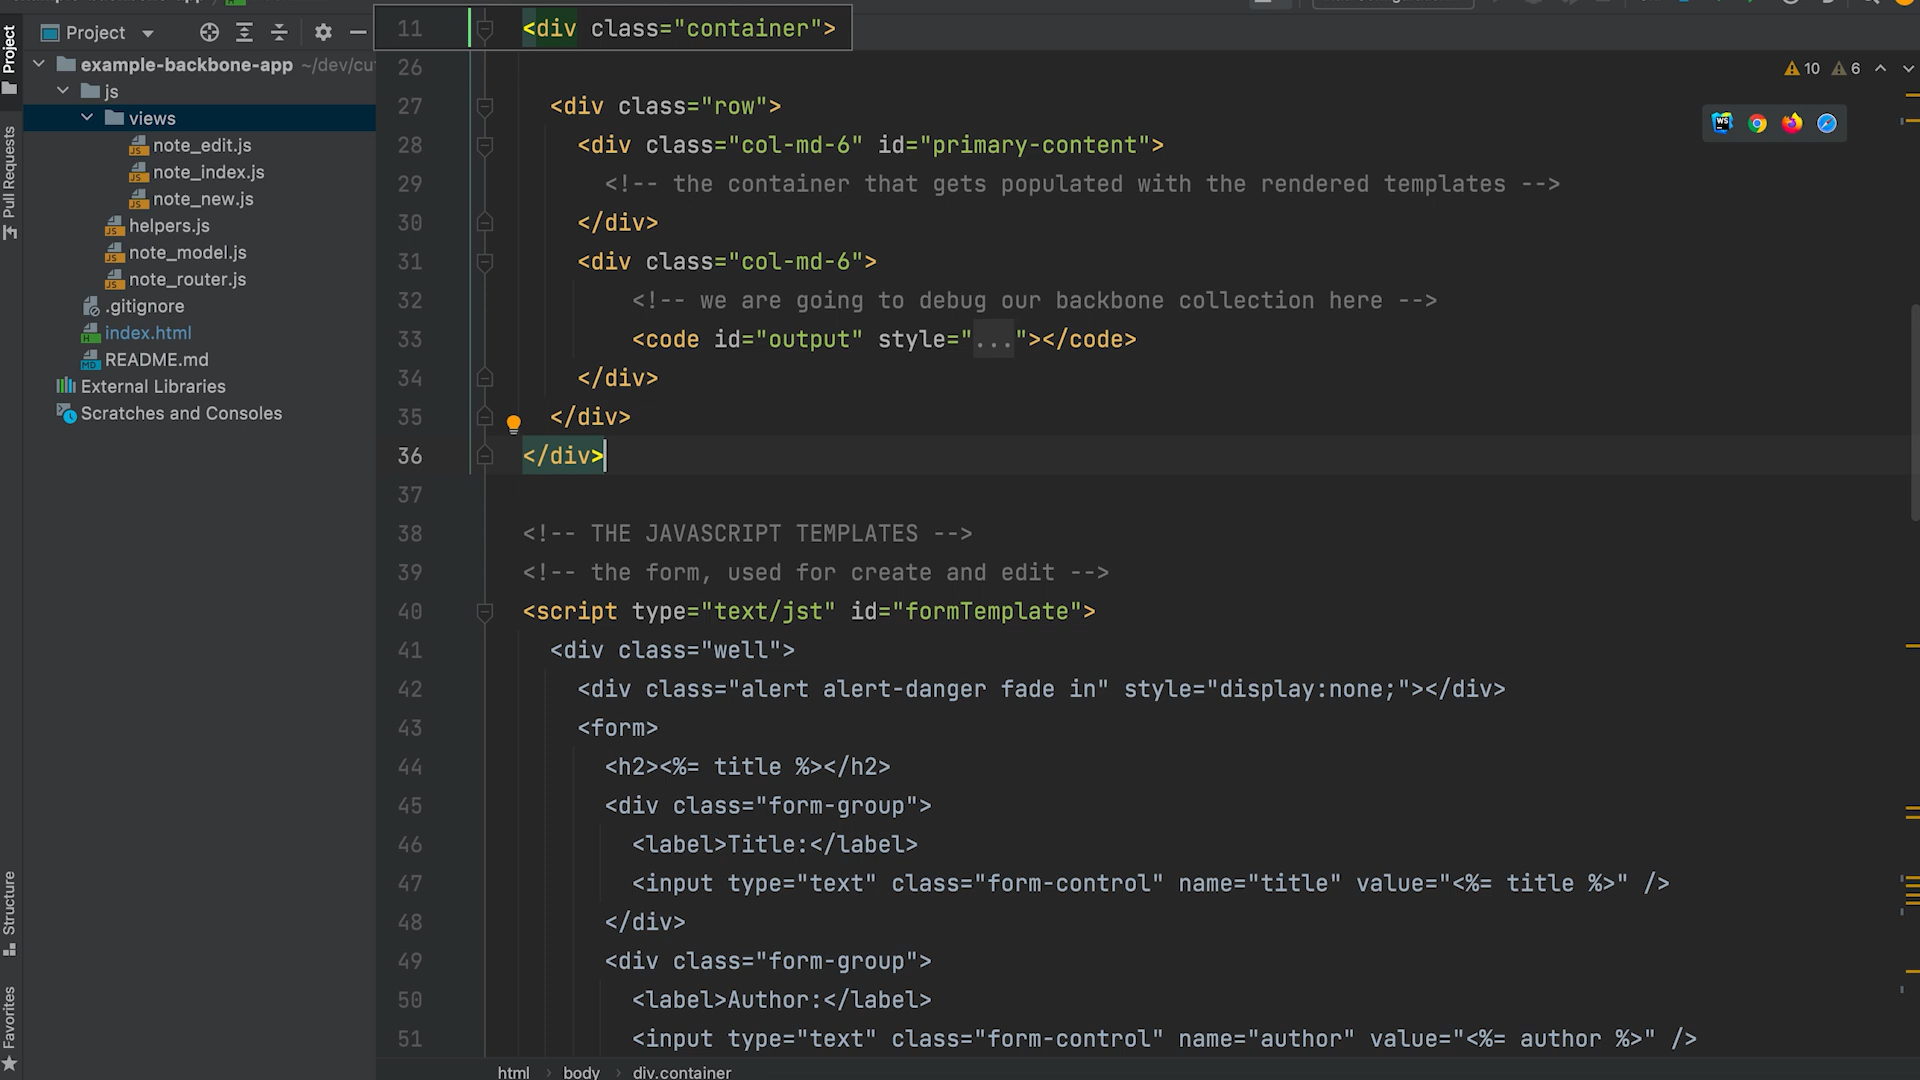 Project
11 <div class="container">
example-backbone-app ~/dev/cu
js
views
note_edit.js
note_index.js
note_new.js
helpers.js
note_model.js
note_router.js
.gitignore
index.html
README.md
External Libraries
Scratches and Consoles
Project
Pull Requests
Structure
Favorites
10 6
26
27 <div class="row">
28 <div class="col-md-6" id="primary-content">
29 <!-- the container that gets populated with the rendered templates -->
30 </div>
31 <div class="col-md-6">
32 <!-- we are going to debug our backbone collection here -->
33 <code id="output" style="..."></code>
34 </div>
35 </div>
36 </div>
37
38 <!-- THE JAVASCRIPT TEMPLATES -->
39 <!-- the form, used for create and edit -->
40 <script type="text/jst" id="formTemplate">
41 <div class="well">
42 <div class="alert alert-danger fade in" style="display:none;"></div>
43 <form>
44 <h2><%= title %></h2>
45 <div class="form-group">
46 <label>Title:</label>
47 <input type="text" class="form-control" name="title" value="<%= title %>" />
48 </div>
49 <div class="form-group">
50 <label>Author:</label>
51 <input type="text" class="form-control" name="author" value="<%= author %>" />
html › body › div.container